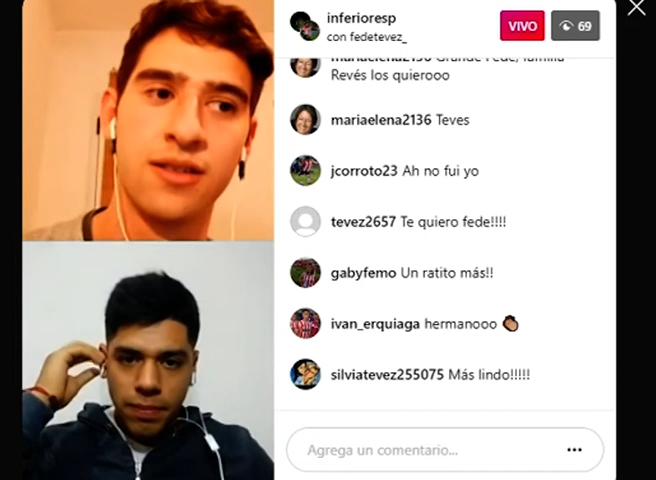 inferioresp
con fedetevez_
VIVO
69
mariaelena2136 Grande Fede, familia
Revés los quierooo
mariaelena2136 Teves
jcorroto23 Ah no fui yo
tevez2657 Te quiero fede!!!!
gabyfemo Un ratito más!!
ivan_erquiaga hermanooo
silviatevez255075 Más lindo!!!!!
Agrega un comentario...